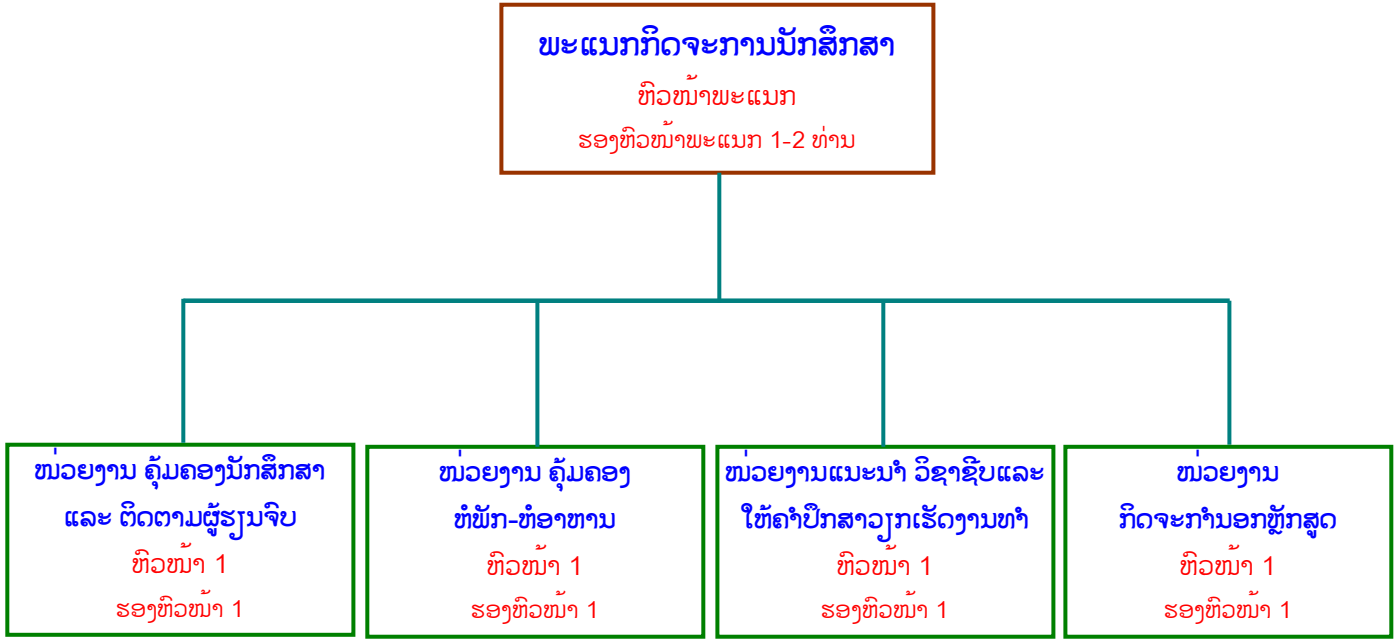 ພະແນກກິດຈະການນັກສຶກສາ
ຫົວໜ້າພະແນກ
ຮອງຫົວໜ້າພະແນກ 1-2 ທ່ານ
ໜ່ວຍງານ ຄຸ້ມຄອງນັກສຶກສາ
ແລະ ຕິດຕາມຜູ້ຮຽນຈົບ
ຫົວໜ້າ 1
ຮອງຫົວໜ້າ 1
ໜ່ວຍງານ ຄຸ້ມຄອງ
ຫໍພັກ-ຫໍອາຫານ
ຫົວໜ້າ 1
ຮອງຫົວໜ້າ 1
ໜ່ວຍງານແນະນຳ ວິຊາຊີບແລະ
ໃຫ້ຄຳປຶກສາວຽກເຮັດງານທຳ
ຫົວໜ້າ 1
ຮອງຫົວໜ້າ 1
ໜ່ວຍງານ
ກິດຈະກຳນອກຫຼັກສູດ
ຫົວໜ້າ 1
ຮອງຫົວໜ້າ 1